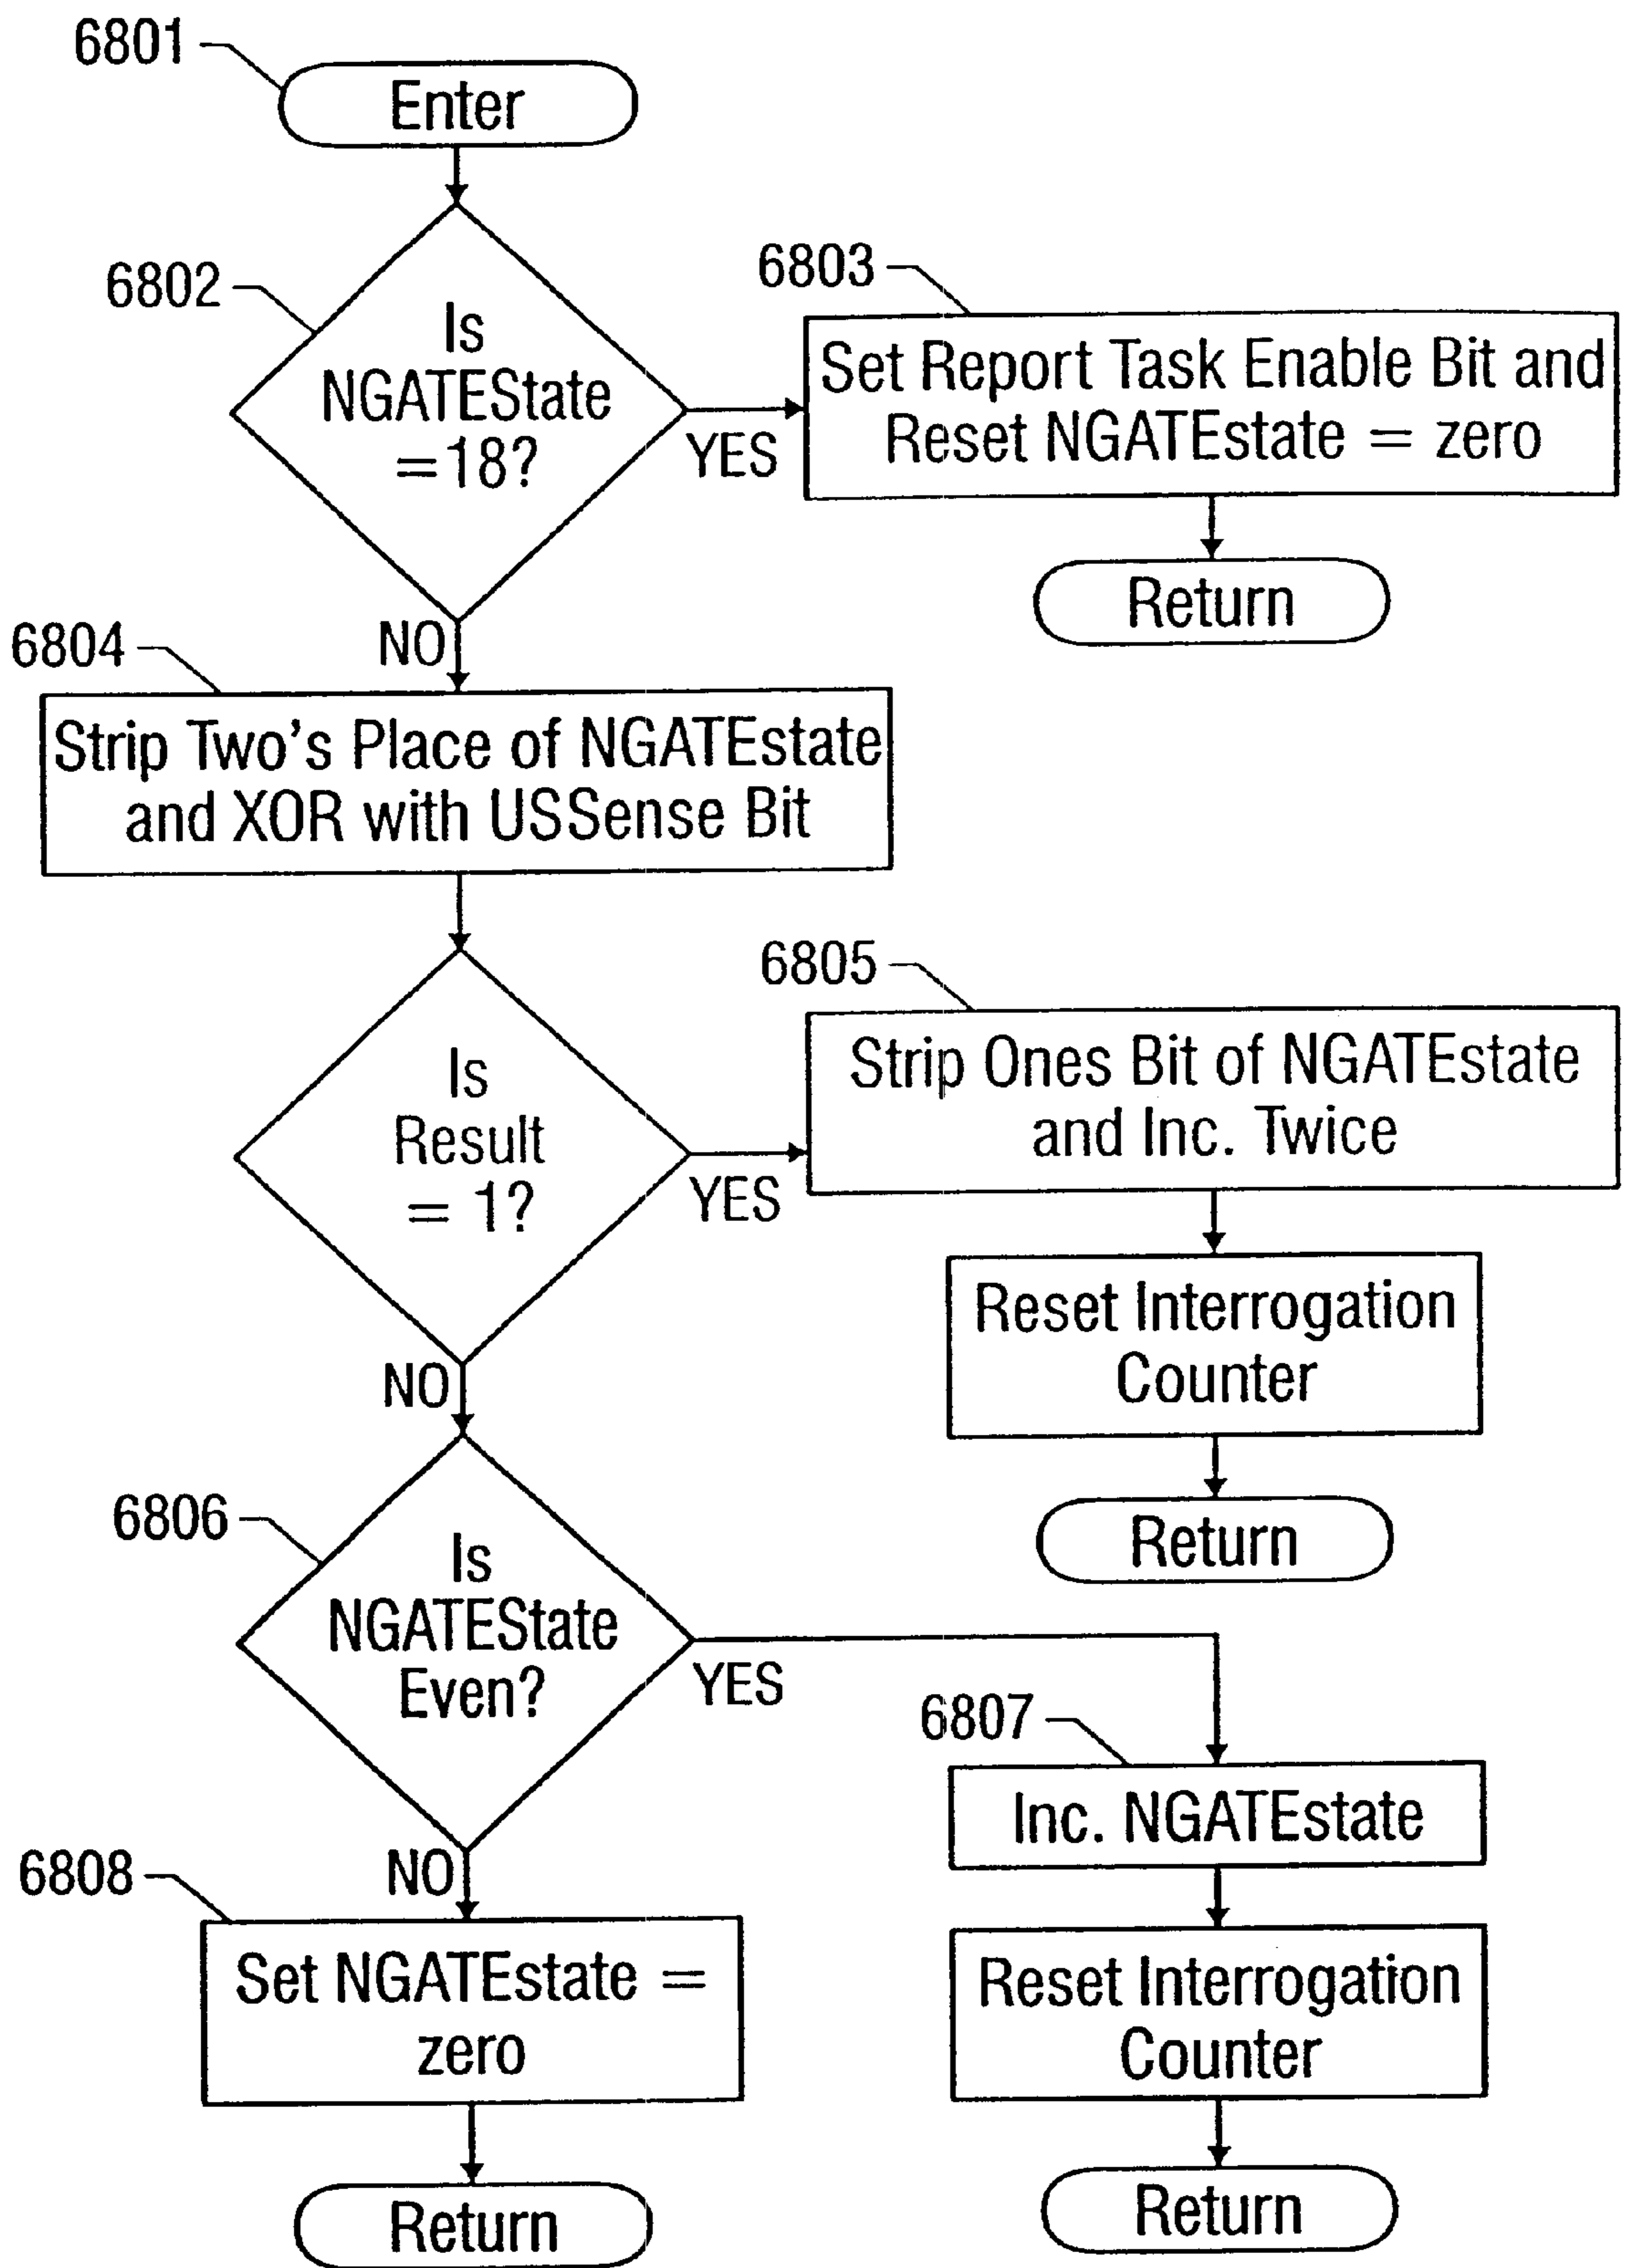 6801
Enter
6802
Is
NGATEState
=18?
YES
NO
6803
Set Report Task Enable Bit and
Reset NGATEstate = zero
Return
6804
Strip Two's Place of NGATEstate
and XOR with USSense Bit
Is
Result
= 1?
YES
NO
6805
Strip Ones Bit of NGATEstate
and Inc. Twice
Reset Interrogation
Counter
Return
6806
Is
NGATEState
Even?
YES
NO
6807
Inc. NGATEstate
Reset Interrogation
Counter
Return
6808
Set NGATEstate =
zero
Return